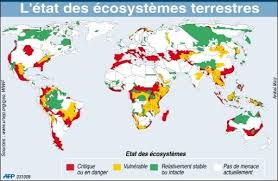 L'état des écosystèmes terrestres
Etat des écosystèmes
Critique
ou en danger
Vulnérable
Relativement stable
ou intacte
Pas de menace
actuellement
AFP 031008